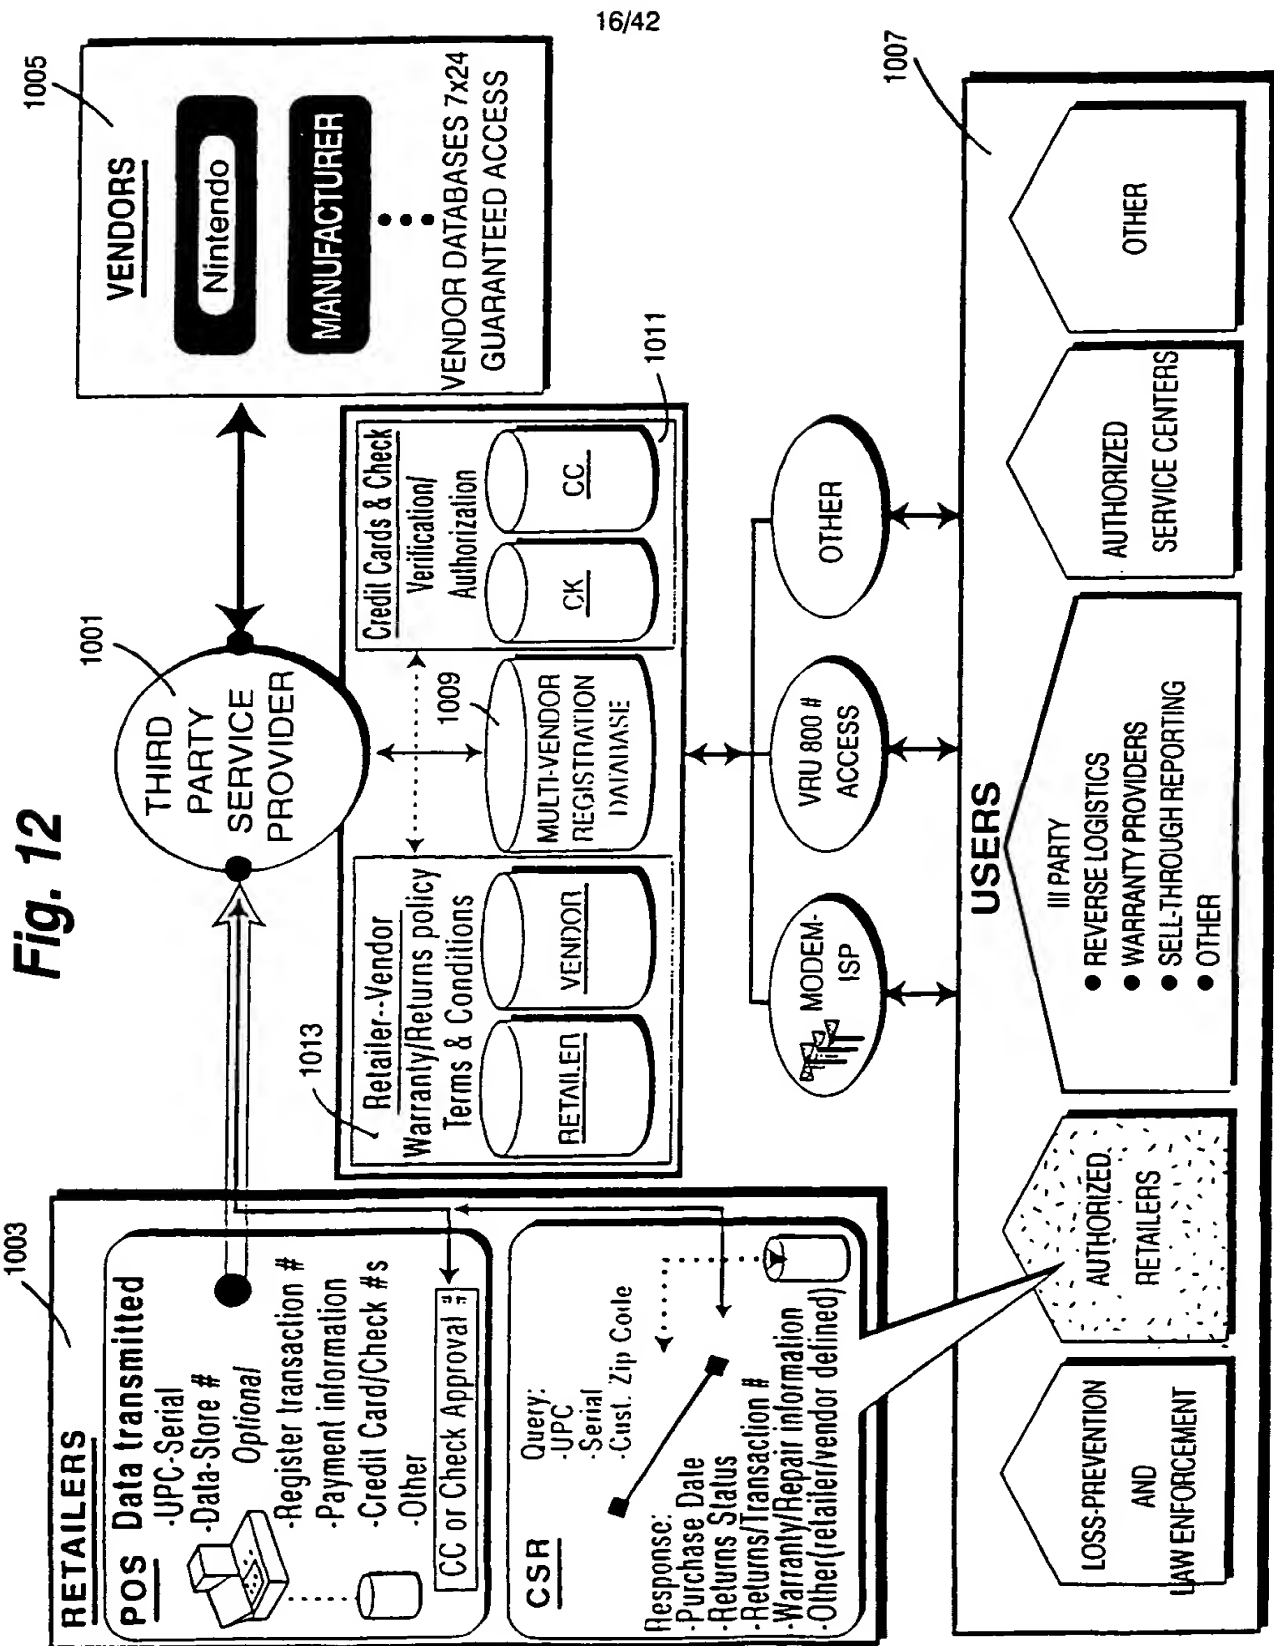 16/42
Fig. 12
1003
RETAILERS
POS Data transmitted
-UPC-Serial
-Data-Store #
Optional
-Register transaction #
-Payment information
-Credit Card/Check #s
-Other
CC or Check Approval #
CSR
Query:
-UPC
-Serial
-Cust. Zip Code
Response:
-Purchase Date
-Returns Status
-Returns/Transaction #
-Warranty/Repair information
-Other(retailer/vendor defined)
1001
THIRD
PARTY
SERVICE
PROVIDER
1005
VENDORS
Nintendo
MANUFACTURER
VENDOR DATABASES 7x24
GUARANTEED ACCESS
1013
Retailer--Vendor
Warranty/Returns policy
Terms & Conditions
RETAILER
VENDOR
1009
MULTI-VENDOR
REGISTRATION
DATABASE
Credit Cards & Check
Verification/
Authorization
CK
CC
1011
MODEM-
ISP
VRU 800 #
ACCESS
OTHER
1007
USERS
LOSS-PREVENTION
AND
LAW ENFORCEMENT
AUTHORIZED
RETAILERS
III PARTY
● REVERSE LOGISTICS
● WARRANTY PROVIDERS
● SELL-THROUGH REPORTING
● OTHER
AUTHORIZED
SERVICE CENTERS
OTHER